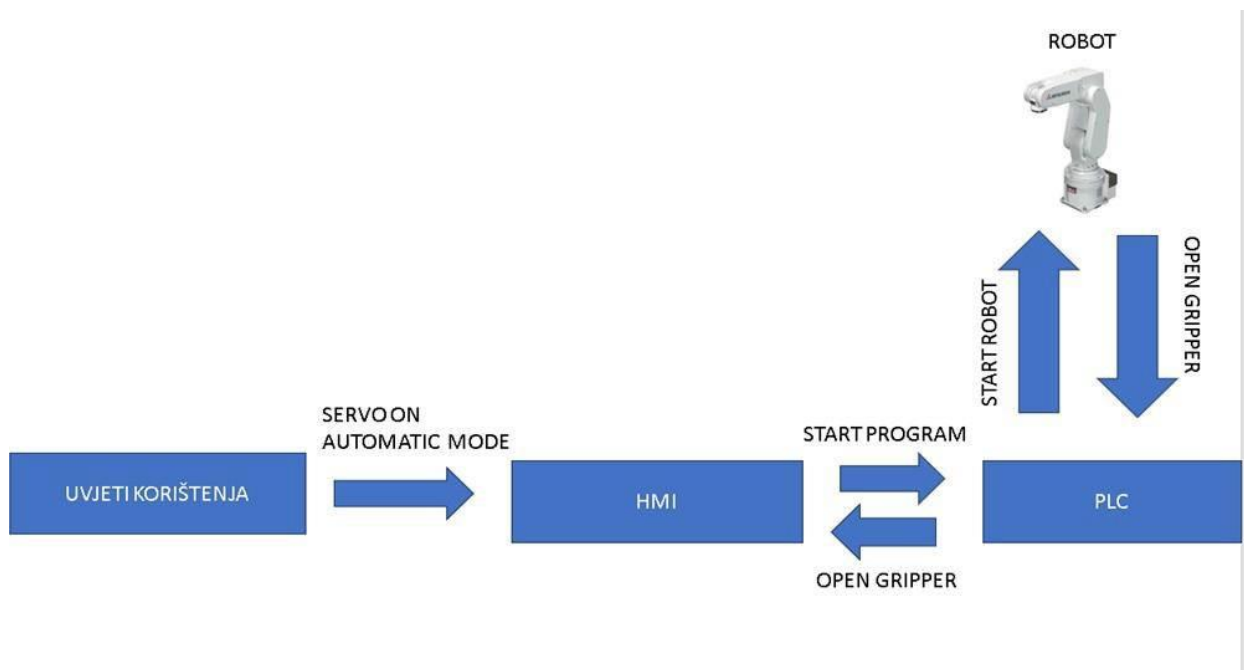 ROBOT
START ROBOT
OPEN GRIPPER
SERVO ON
AUTOMATIC MODE
START PROGRAM
UVJETI KORIŠTENJA
HMI
PLC
OPEN GRIPPER